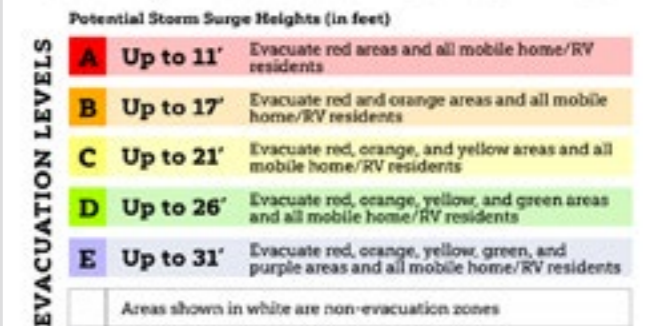 Potential Storm Surge Heights (in feet)
EVACUATION LEVELS
A Up to 11' Evacuate red areas and all mobile home/RV
residents
B Up to 17' Evacuate red and orange areas and all mobile
home/RV residents
C Up to 21' Evacuate red, orange, and yellow areas and all
mobile home/RV residents
D Up to 26' Evacuate red, orange, yellow, and green areas
and all mobile home/RV residents
E Up to 31' Evacuate red, orange, yellow, green, and
purple areas and all mobile home/RV residents
Areas shown in white are non-evacuation zones